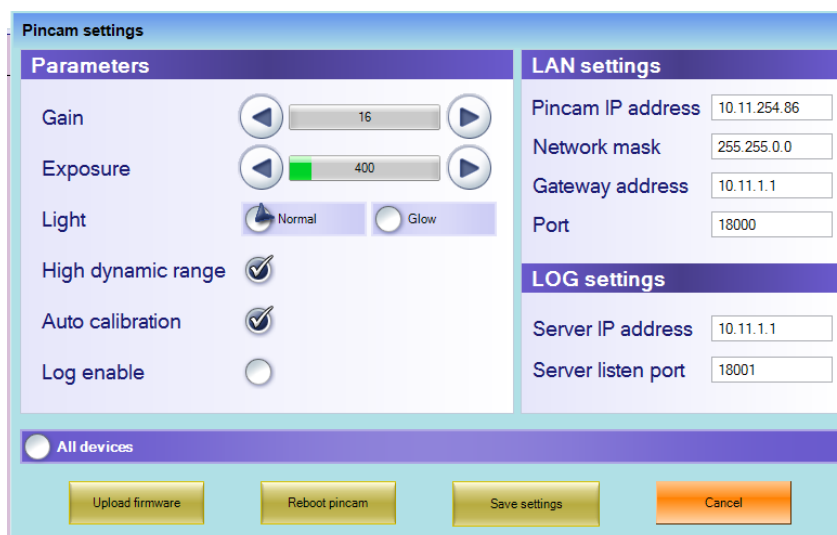 Pincam settings
Parameters
Gain
16
Exposure
400
Light
Normal
Glow
High dynamic range
Auto calibration
Log enable
LAN settings
Pincam IP address
10.11.254.86
Network mask
255.255.0.0
Gateway address
10.11.1.1
Port
18000
LOG settings
Server IP address
10.11.1.1
Server listen port
18001
All devices
Upload firmware
Reboot pincam
Save settings
Cancel